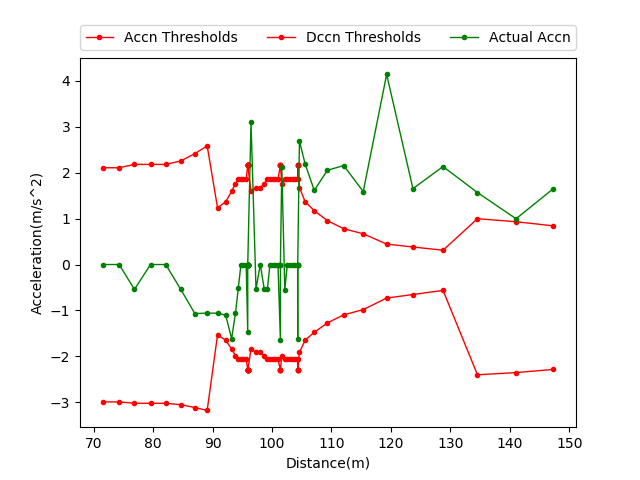 Accn Thresholds Dccn Thresholds Actual Accn
4
3
2
1
0
−1
−2
−3
Acceleration(m/s^2)
70 80 90 100 110 120 130 140 150
Distance(m)